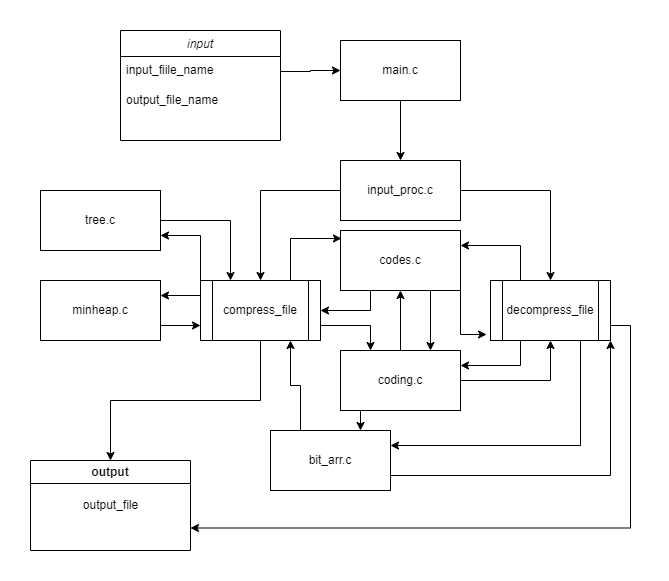 input
input_fiile_name
output_file_name
main.c
input_proc.c
tree.c
codes.c
minheap.c
compress_file
decompress_file
coding.c
bit_arr.c
output
output_file